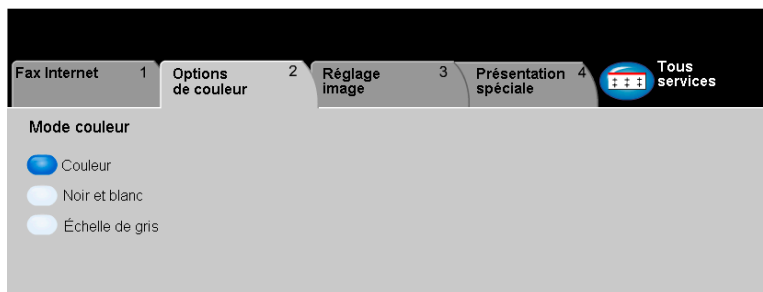 Fax Internet 1
Options de couleur 2
Réglage image 3
Présentation spéciale 4
Tous services
Mode couleur
Couleur
Noir et blanc
Échelle de gris